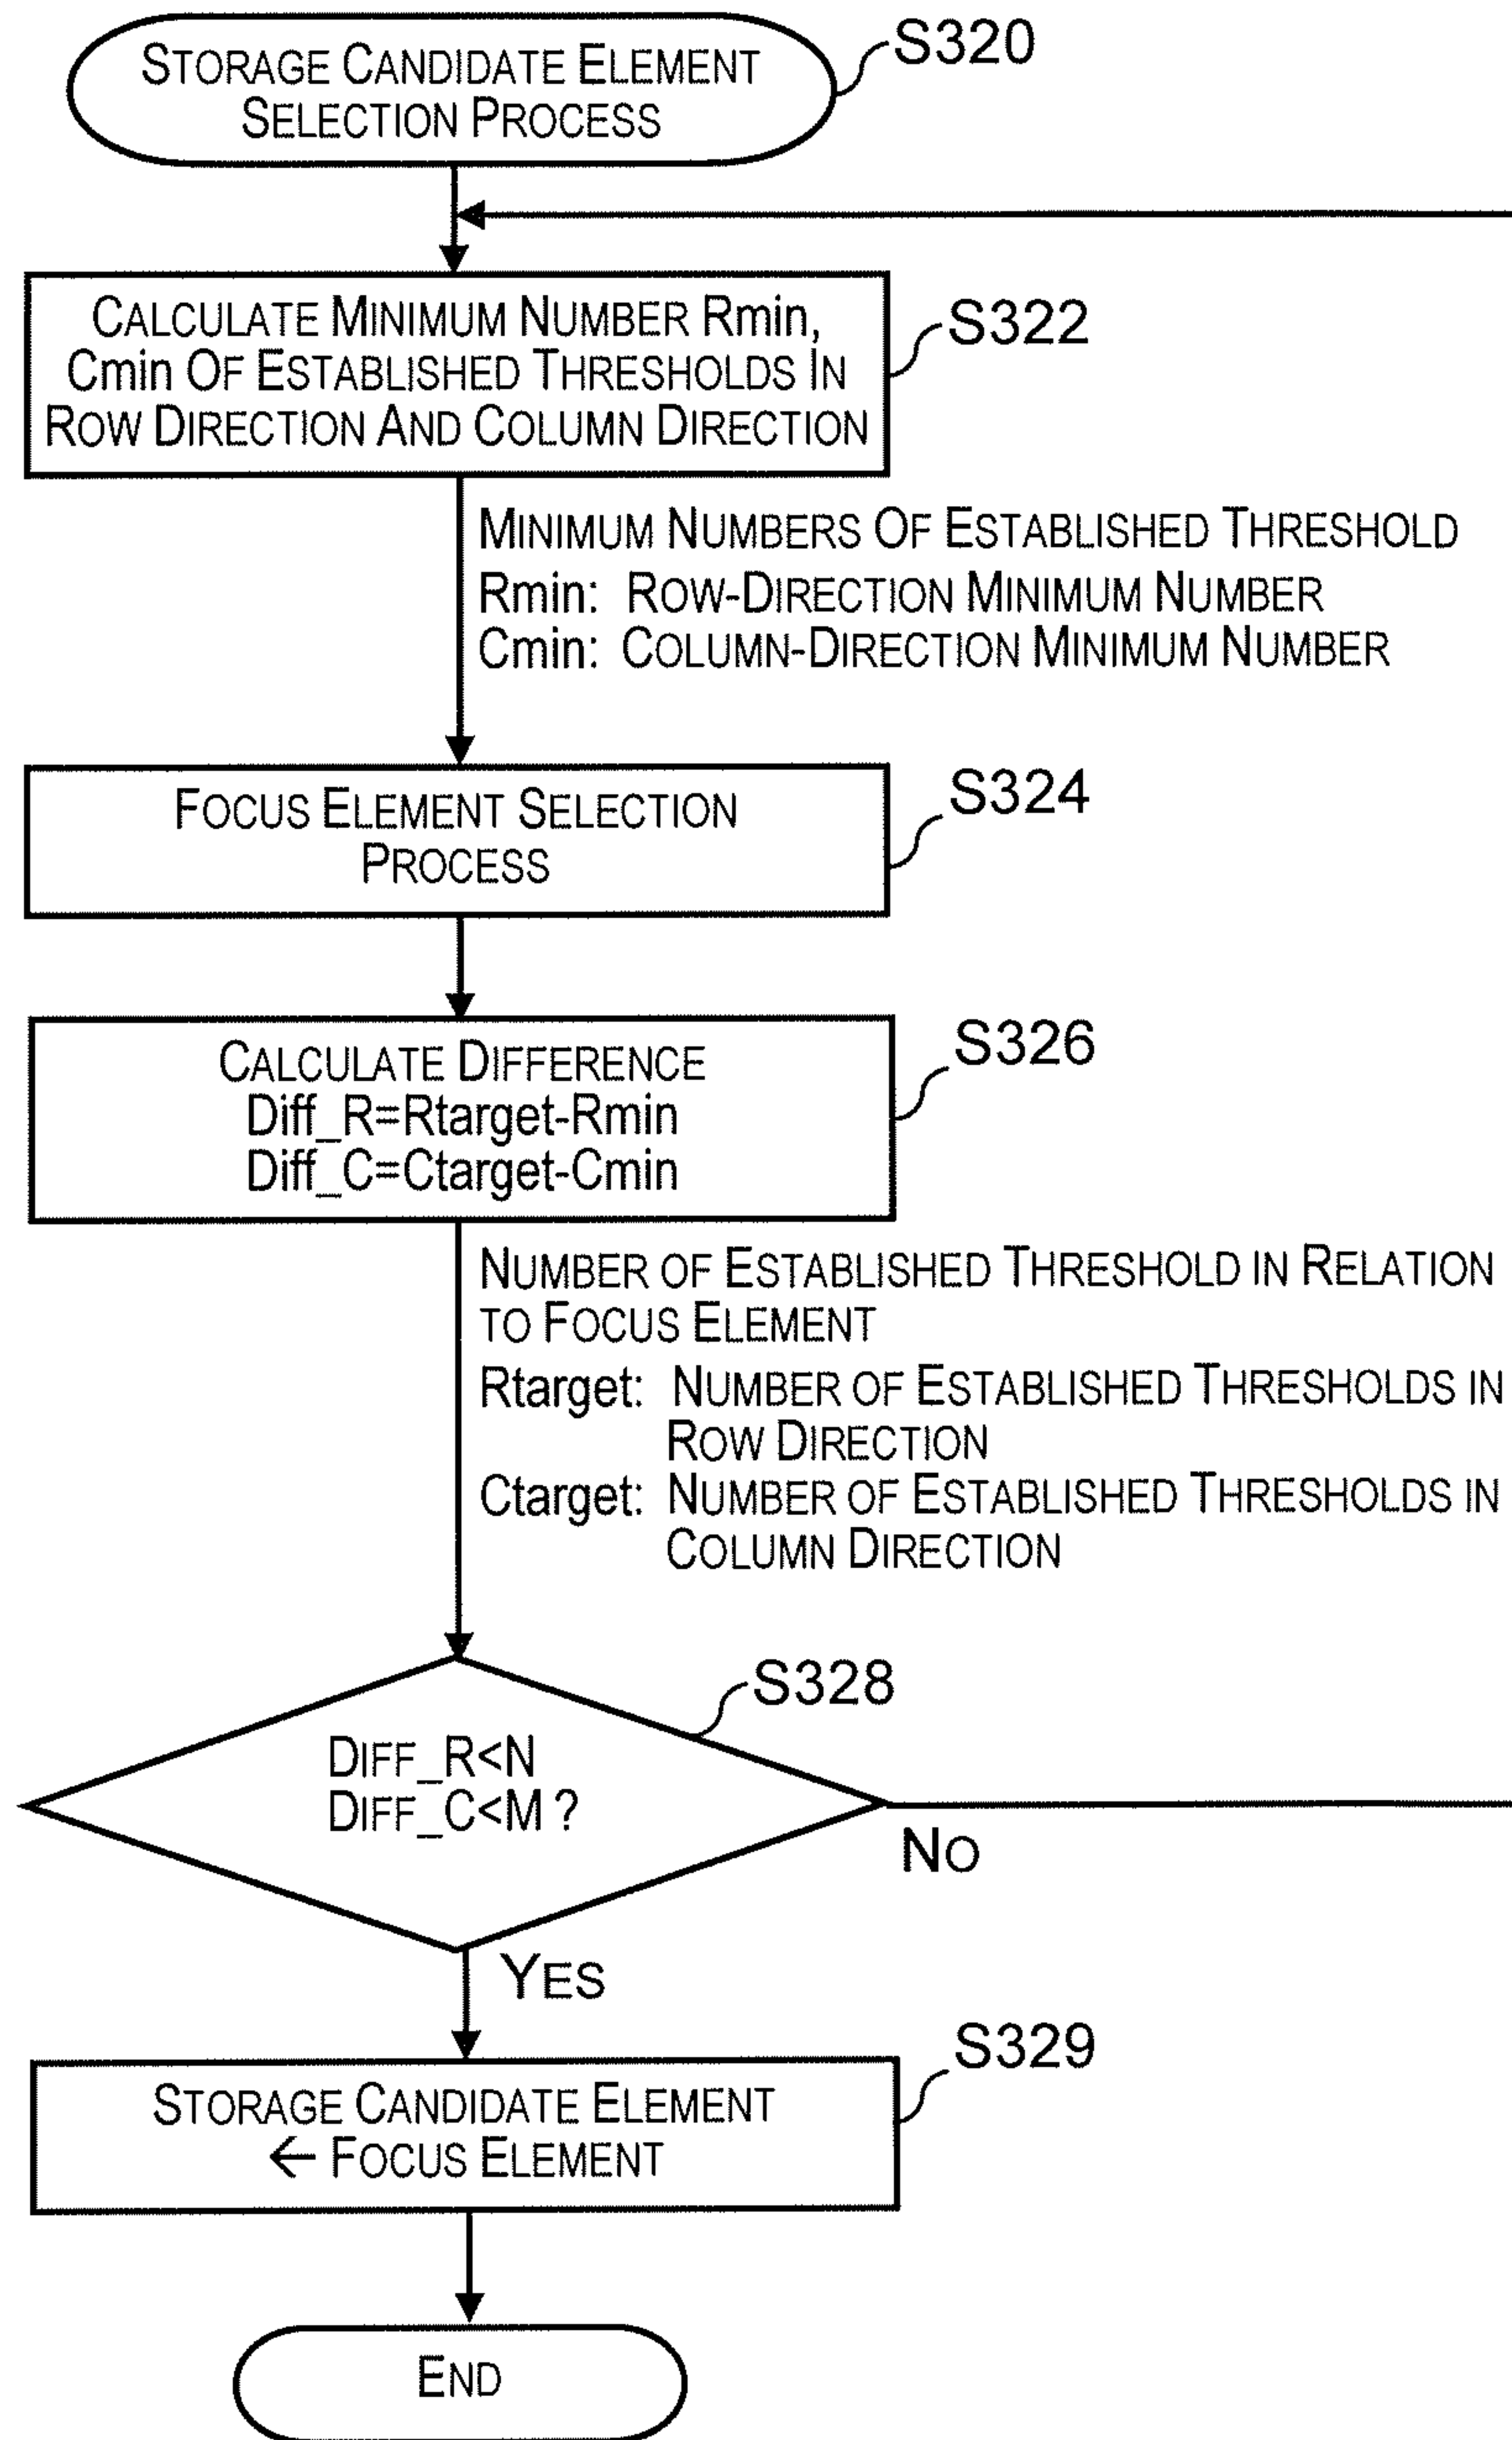 STORAGE CANDIDATE ELEMENT
SELECTION PROCESS
S320
CALCULATE MINIMUM NUMBER Rmin,
Cmin OF ESTABLISHED THRESHOLDS IN
ROW DIRECTION AND COLUMN DIRECTION
S322
MINIMUM NUMBERS OF ESTABLISHED THRESHOLD
Rmin: ROW-DIRECTION MINIMUM NUMBER
Cmin: COLUMN-DIRECTION MINIMUM NUMBER
FOCUS ELEMENT SELECTION
PROCESS
S324
CALCULATE DIFFERENCE
Diff_R=Rtarget-Rmin
Diff_C=Ctarget-Cmin
S326
NUMBER OF ESTABLISHED THRESHOLD IN RELATION
TO FOCUS ELEMENT
Rtarget: NUMBER OF ESTABLISHED THRESHOLDS IN
ROW DIRECTION
Ctarget: NUMBER OF ESTABLISHED THRESHOLDS IN
COLUMN DIRECTION
S328
DIFF_R<N
DIFF_C<M ?
NO
YES
S329
STORAGE CANDIDATE ELEMENT
← FOCUS ELEMENT
END